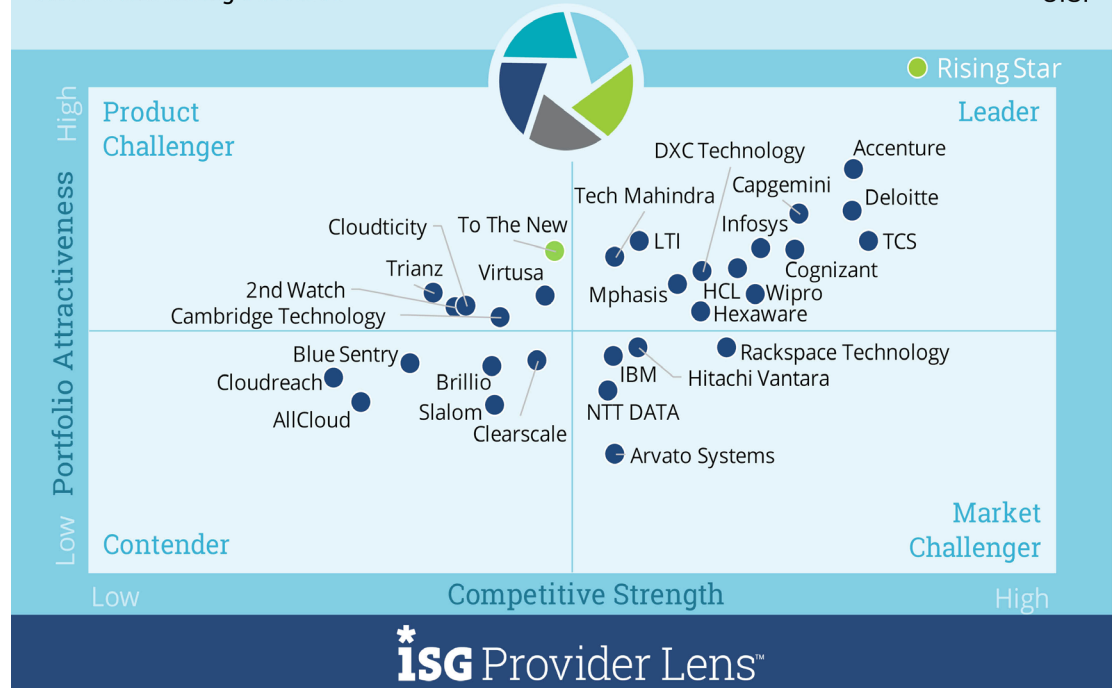 Rising Star
High
Product
Challenger
Leader
DXC Technology
Accenture
Capgemini
Tech Mahindra
Deloitte
Cloudticity
To The New
Infosys
LTI
TCS
Trianz
Virtusa
Cognizant
2nd Watch
Mphasis
HCL
Wipro
Cambridge Technology
Hexaware
Portfolio Attractiveness
Blue Sentry
Rackspace Technology
Cloudreach
Brillio
IBM
Hitachi Vantara
AllCloud
Slalom
NTT DATA
Clearscale
Arvato Systems
Market
Challenger
Contender
Low
Low
Competitive Strength
High
*iSG Provider Lens™